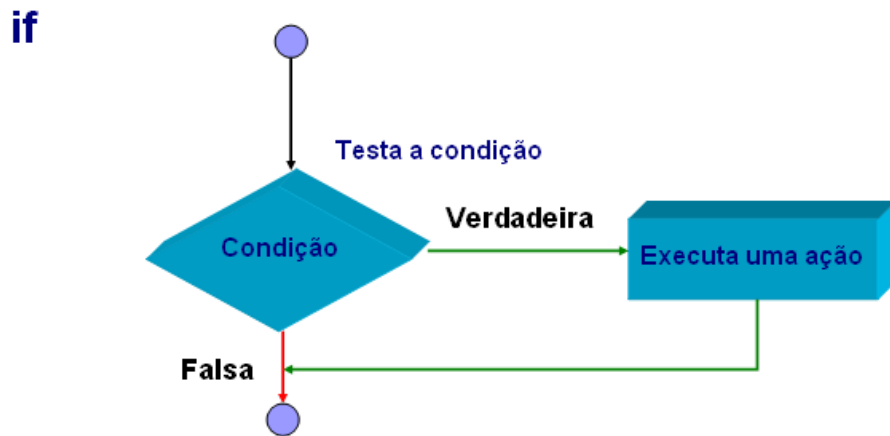 if
Testa a condição
Verdadeira
Condição
Executa uma ação
Falsa